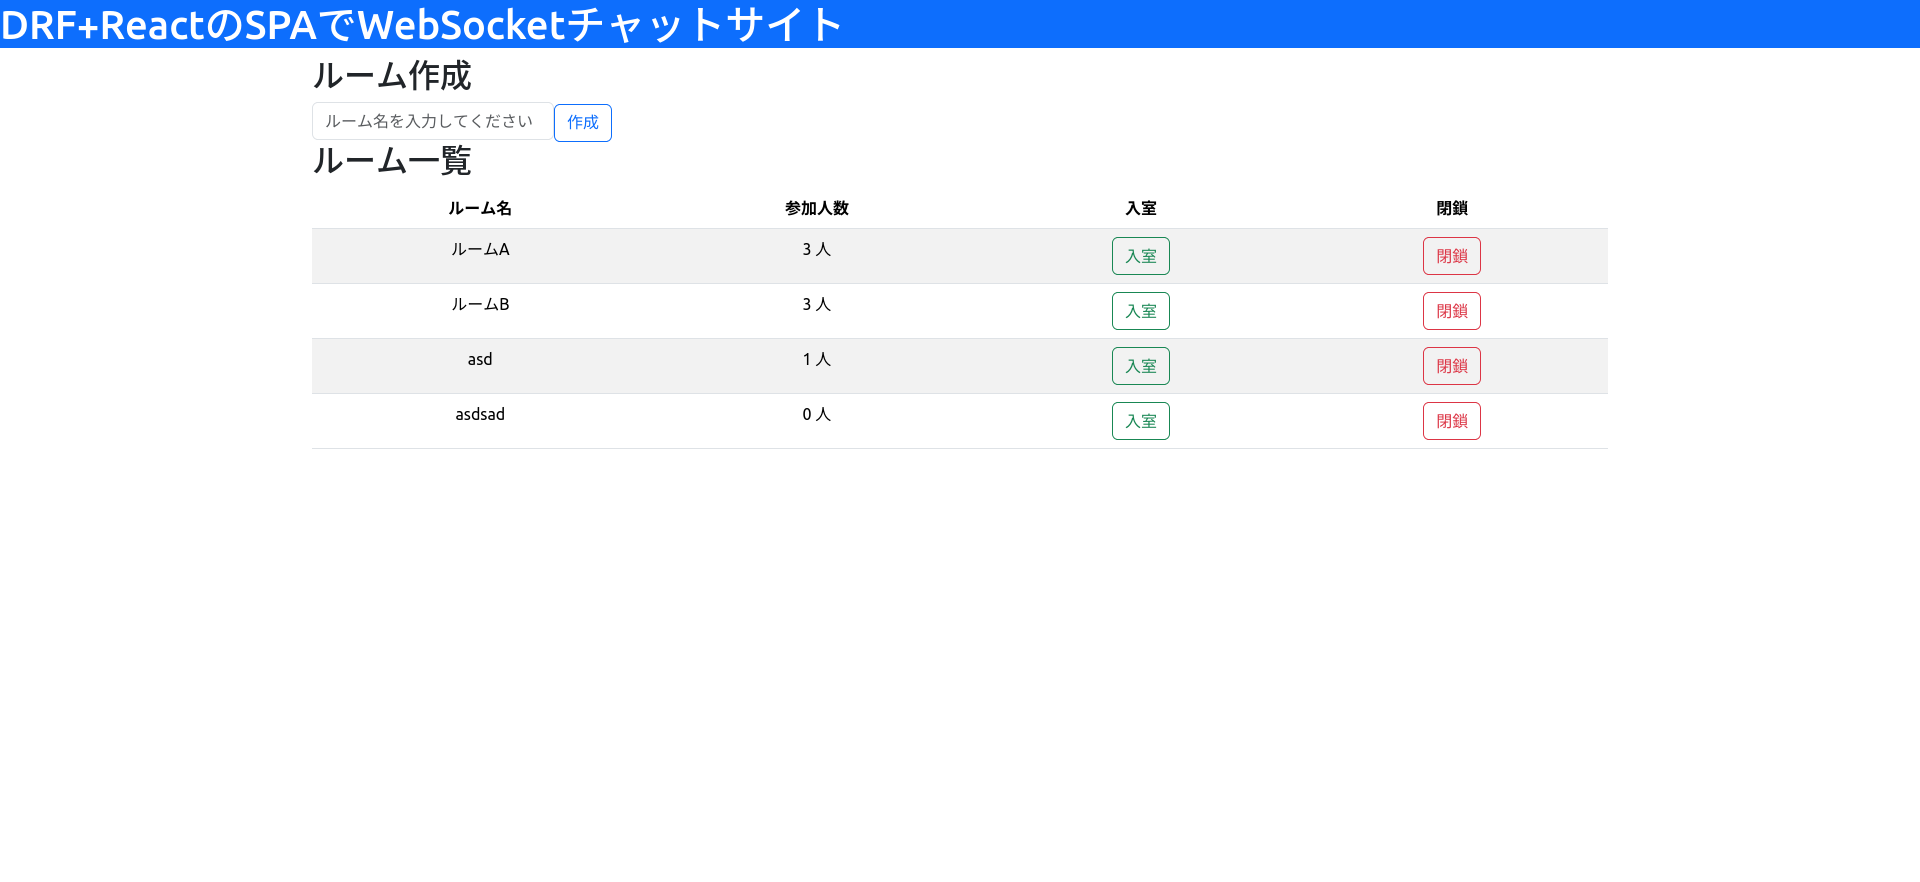 DRF+ReactのSPAでWebSocketチャットサイト
ルーム作成
ルーム名を入力してください 作成
ルーム一覧
ルーム名 参加人数 入室 閉鎖
ルームA 3 人 入室 閉鎖
ルームB 3 人 入室 閉鎖
asd 1 人 入室 閉鎖
asdsad 0 人 入室 閉鎖